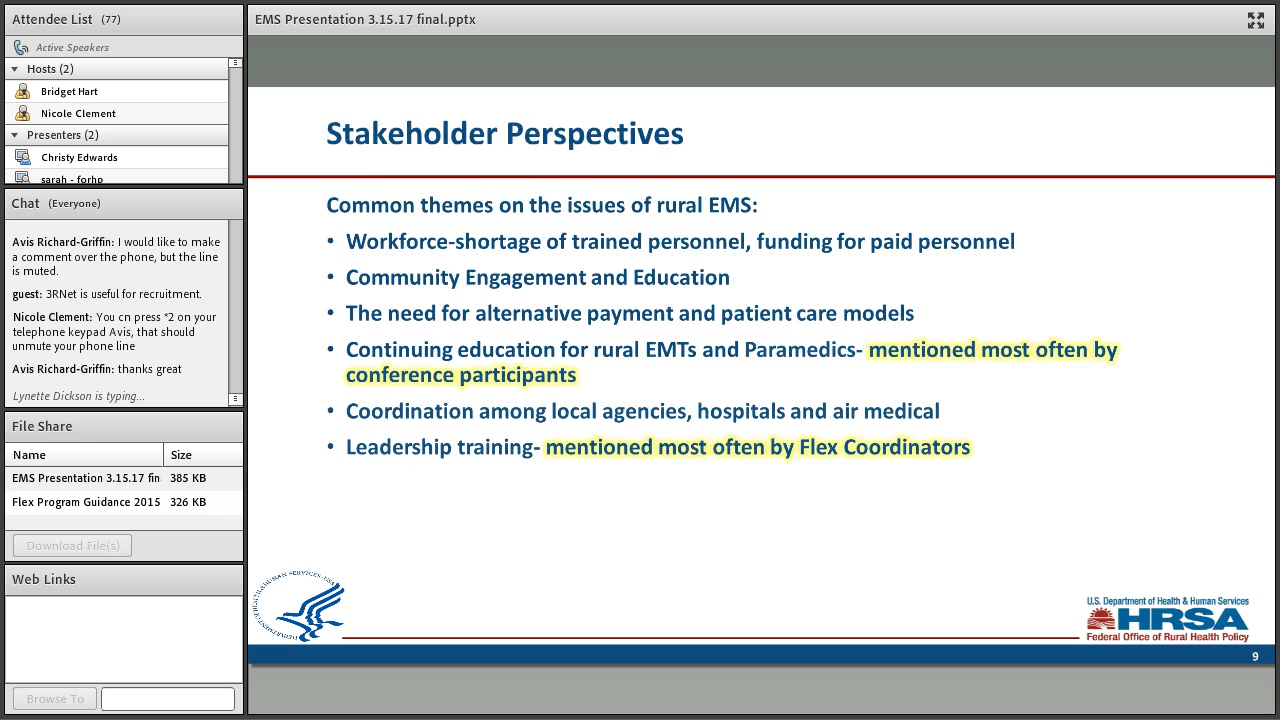 Attendee List (77)
Active Speakers
Hosts (2)
Bridget Hart
Nicole Clement
Presenters (2)
Christy Edwards
sarah - forhp
Chat (Everyone)
Avis Richard-Griffin: I would like to make
a comment over the phone, but the line
is muted.
guest: 3RNet is useful for recruitment.
Nicole Clement: You cn press *2 on your
telephone keypad Avis, that should
unmute your phone line
Avis Richard-Griffin: thanks great
Lynette Dickson is typing...
File Share
Name Size
EMS Presentation 3.15.17 fin 385 KB
Flex Program Guidance 2015 326 KB
Download File(s)
Web Links
Browse To
EMS Presentation 3.15.17 final.pptx
Stakeholder Perspectives
Common themes on the issues of rural EMS:
• Workforce-shortage of trained personnel, funding for paid personnel
• Community Engagement and Education
• The need for alternative payment and patient care models
• Continuing education for rural EMTs and Paramedics- mentioned most often by
conference participants
• Coordination among local agencies, hospitals and air medical
• Leadership training- mentioned most often by Flex Coordinators
U.S. Department of Health & Human Services
HRSA
Federal Office of Rural Health Policy
9